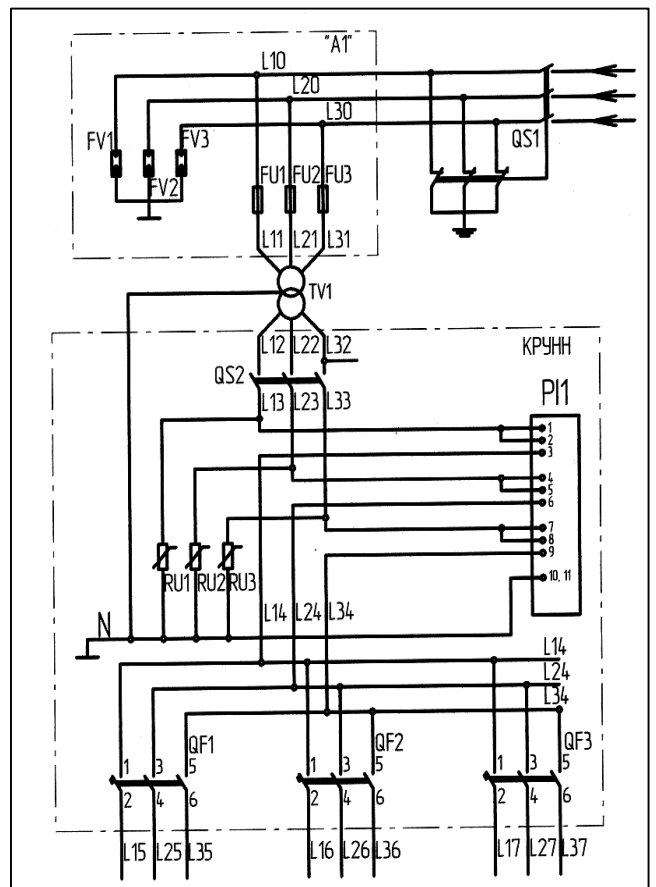 "A1"
L10
L20
L30
FV1
FV2
FV3
QS1
FU1 FU2 FU3
L11 L21 L31
TV1
L12 L22 L32
КРУНН
QS2
PI1
L13 L23 L33
1
2
3
4
5
6
7
8
9
10, 11
RU1 RU2 RU3
N
L14 L24 L34
L14
L24
L34
QF1 QF2 QF3
1 3 5 1 3 5 1 3 5
2 4 6 2 4 6 2 4 6
L15 L25 L35 L16 L26 L36 L17 L27 L37